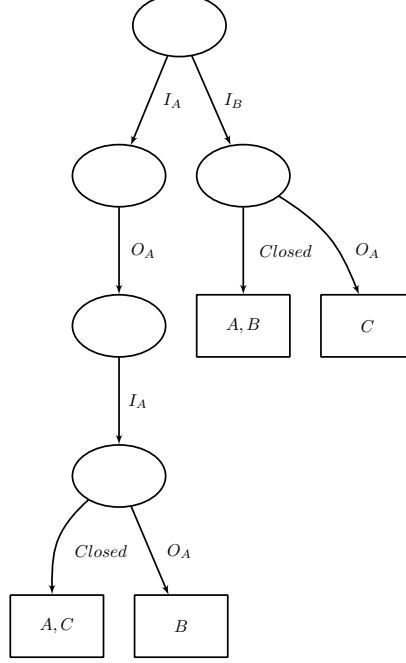 I_A
I_B
O_A
Closed
O_A
A, B
C
I_A
Closed
O_A
A, C
B